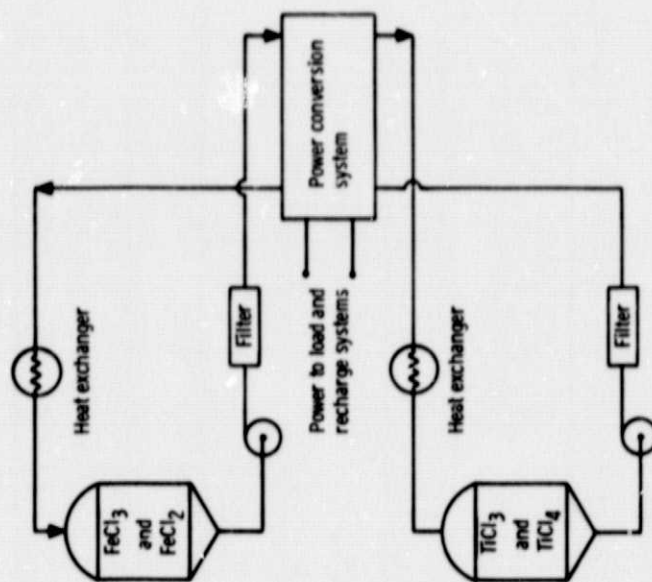 FeCl3
and
FeCl2
Heat exchanger
Filter
Power conversion
system
Power to load and
recharge systems
TiCl3
and
TiCl4
Heat exchanger
Filter